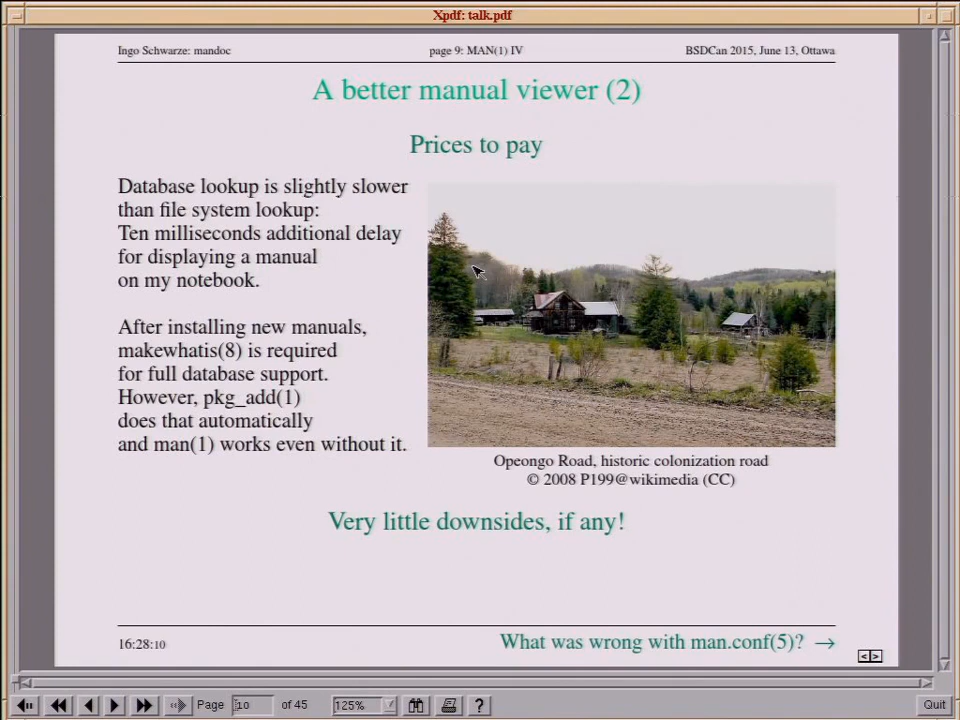 Xpdf: talk.pdf
Ingo Schwarze: mandoc
page 9: MAN(1) IV
BSDCan 2015, June 13, Ottawa
A better manual viewer (2)
Prices to pay
Database lookup is slightly slower
than file system lookup:
Ten milliseconds additional delay
for displaying a manual
on my notebook.
After installing new manuals,
makewhatis(8) is required
for full database support.
However, pkg_add(1)
does that automatically
and man(1) works even without it.
Opeongo Road, historic colonization road
© 2008 P199@wikimedia (CC)
Very little downsides, if any!
16:28:10
What was wrong with man.conf(5)? →
Page 10 of 45 125% ? Quit